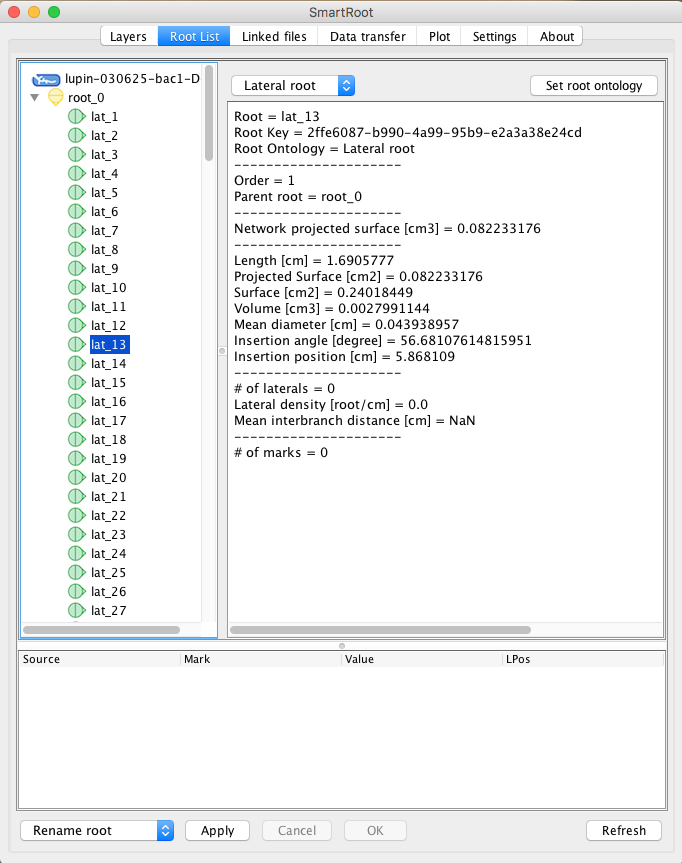 SmartRoot
Layers
Root List
Linked files
Data transfer
Plot
Settings
About
lupin-030625-bac1-D
root_0
lat_1
lat_2
lat_3
lat_4
lat_5
lat_6
lat_7
lat_8
lat_9
lat_10
lat_11
lat_12
lat_13
lat_14
lat_15
lat_16
lat_17
lat_18
lat_19
lat_20
lat_21
lat_22
lat_23
lat_24
lat_25
lat_26
lat_27
Lateral root
Set root ontology
Root = lat_13
Root Key = 2ffe6087-b990-4a99-95b9-e2a3a38e24cd
Root Ontology = Lateral root
---------------------
Order = 1
Parent root = root_0
---------------------
Network projected surface [cm3] = 0.082233176
---------------------
Length [cm] = 1.6905777
Projected Surface [cm2] = 0.082233176
Surface [cm2] = 0.24018449
Volume [cm3] = 0.0027991144
Mean diameter [cm] = 0.043938957
Insertion angle [degree] = 56.68107614815951
Insertion position [cm] = 5.868109
---------------------
# of laterals = 0
Lateral density [root/cm] = 0.0
Mean interbranch distance [cm] = NaN
---------------------
# of marks = 0
Source
Mark
Value
LPos
Rename root
Apply
Cancel
OK
Refresh